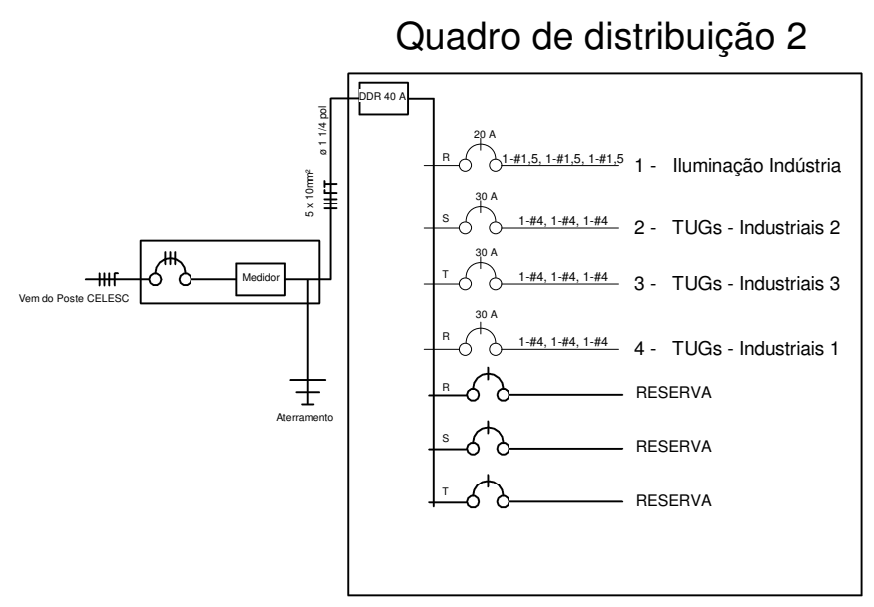 Quadro de distribuição 2
DDR 40 A
ø 1 1/4 pol
5 x 10mm²
20 A
R
1-#1,5, 1-#1,5, 1-#1,5
1 - Iluminação Indústria
30 A
S
1-#4, 1-#4, 1-#4
2 - TUGs - Industriais 2
30 A
T
1-#4, 1-#4, 1-#4
3 - TUGs - Industriais 3
Medidor
Vem do Poste CELESC
30 A
R
1-#4, 1-#4, 1-#4
4 - TUGs - Industriais 1
R
RESERVA
Aterramento
S
RESERVA
T
RESERVA